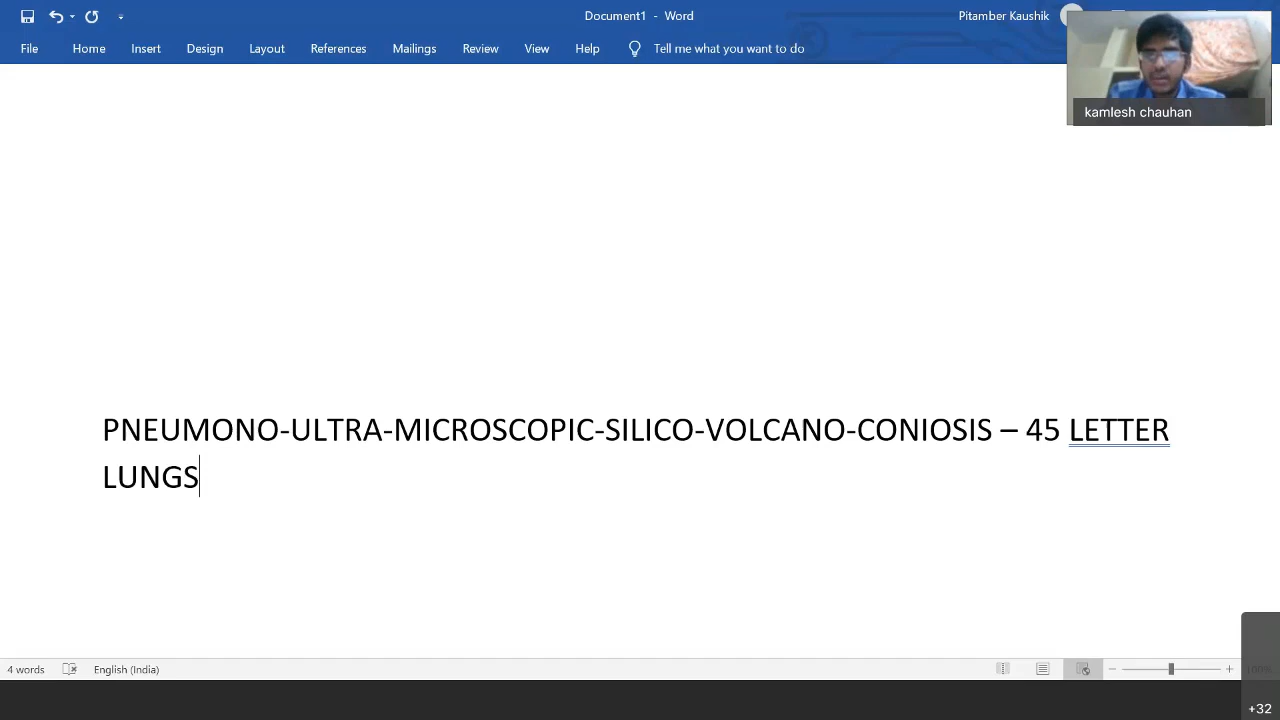 Document1 - Word
Pitamber Kaushik
File Home Insert Design Layout References Mailings Review View Help Tell me what you want to do
kamlesh chauhan
PNEUMONO-ULTRA-MICROSCOPIC-SILICO-VOLCANO-CONIOSIS – 45 LETTER
LUNGS
4 words English (India)
+32